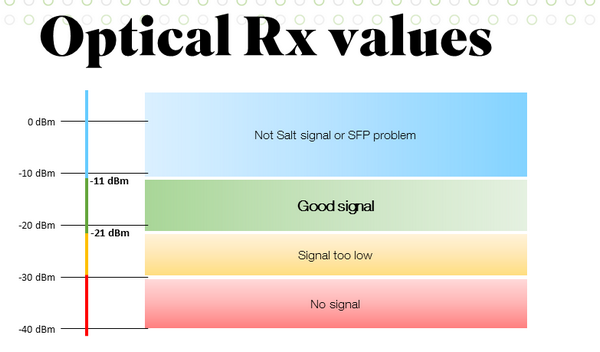 Optical Rx values
0 dBm
Not Salt signal or SFP problem
-10 dBm
-11 dBm
Good signal
-20 dBm
-21 dBm
Signal too low
-30 dBm
No signal
-40 dBm